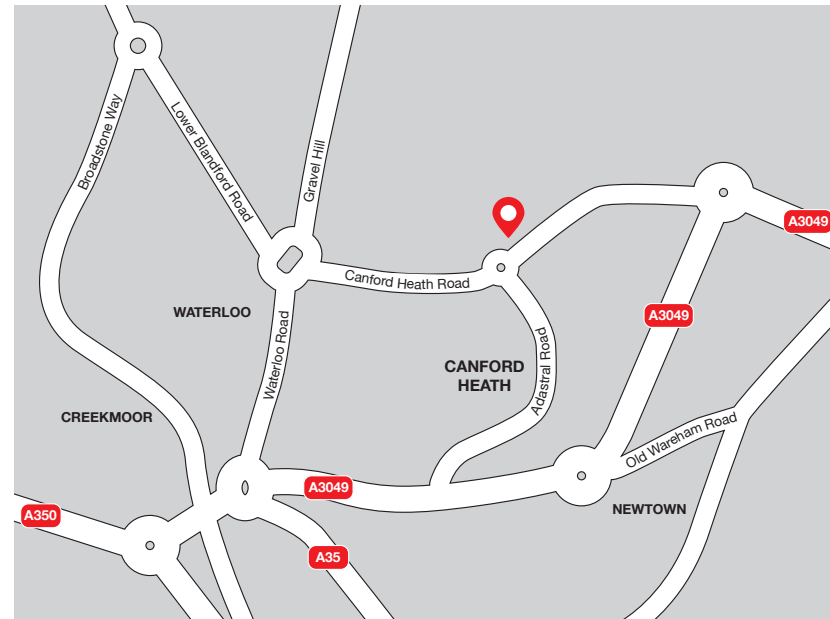 Broadstone Way
Lower Blandford Road
Gravel Hill
A3049
Canford Heath Road
WATERLOO
A3049
Waterloo Road
CANFORD
HEATH
Adastral Road
CREEKMOOR
Old Wareham Road
A3049
NEWTOWN
A350
A35